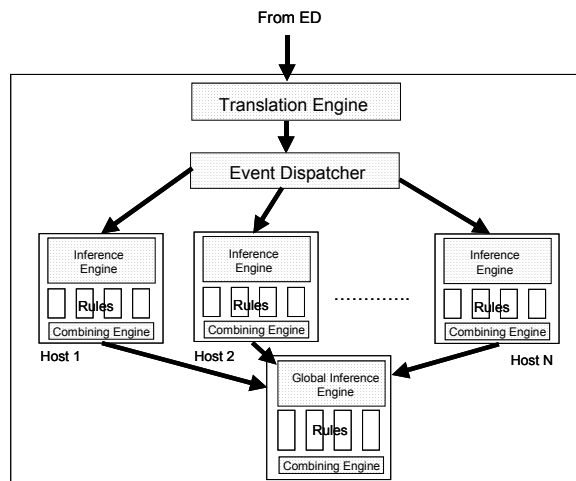 From ED
Translation Engine
Event Dispatcher
Inference
Engine
Rules
Combining Engine
Host 1
Inference
Engine
Rules
Combining Engine
Host 2
Inference
Engine
Rules
Combining Engine
Host N
Global Inference
Engine
Rules
Combining Engine